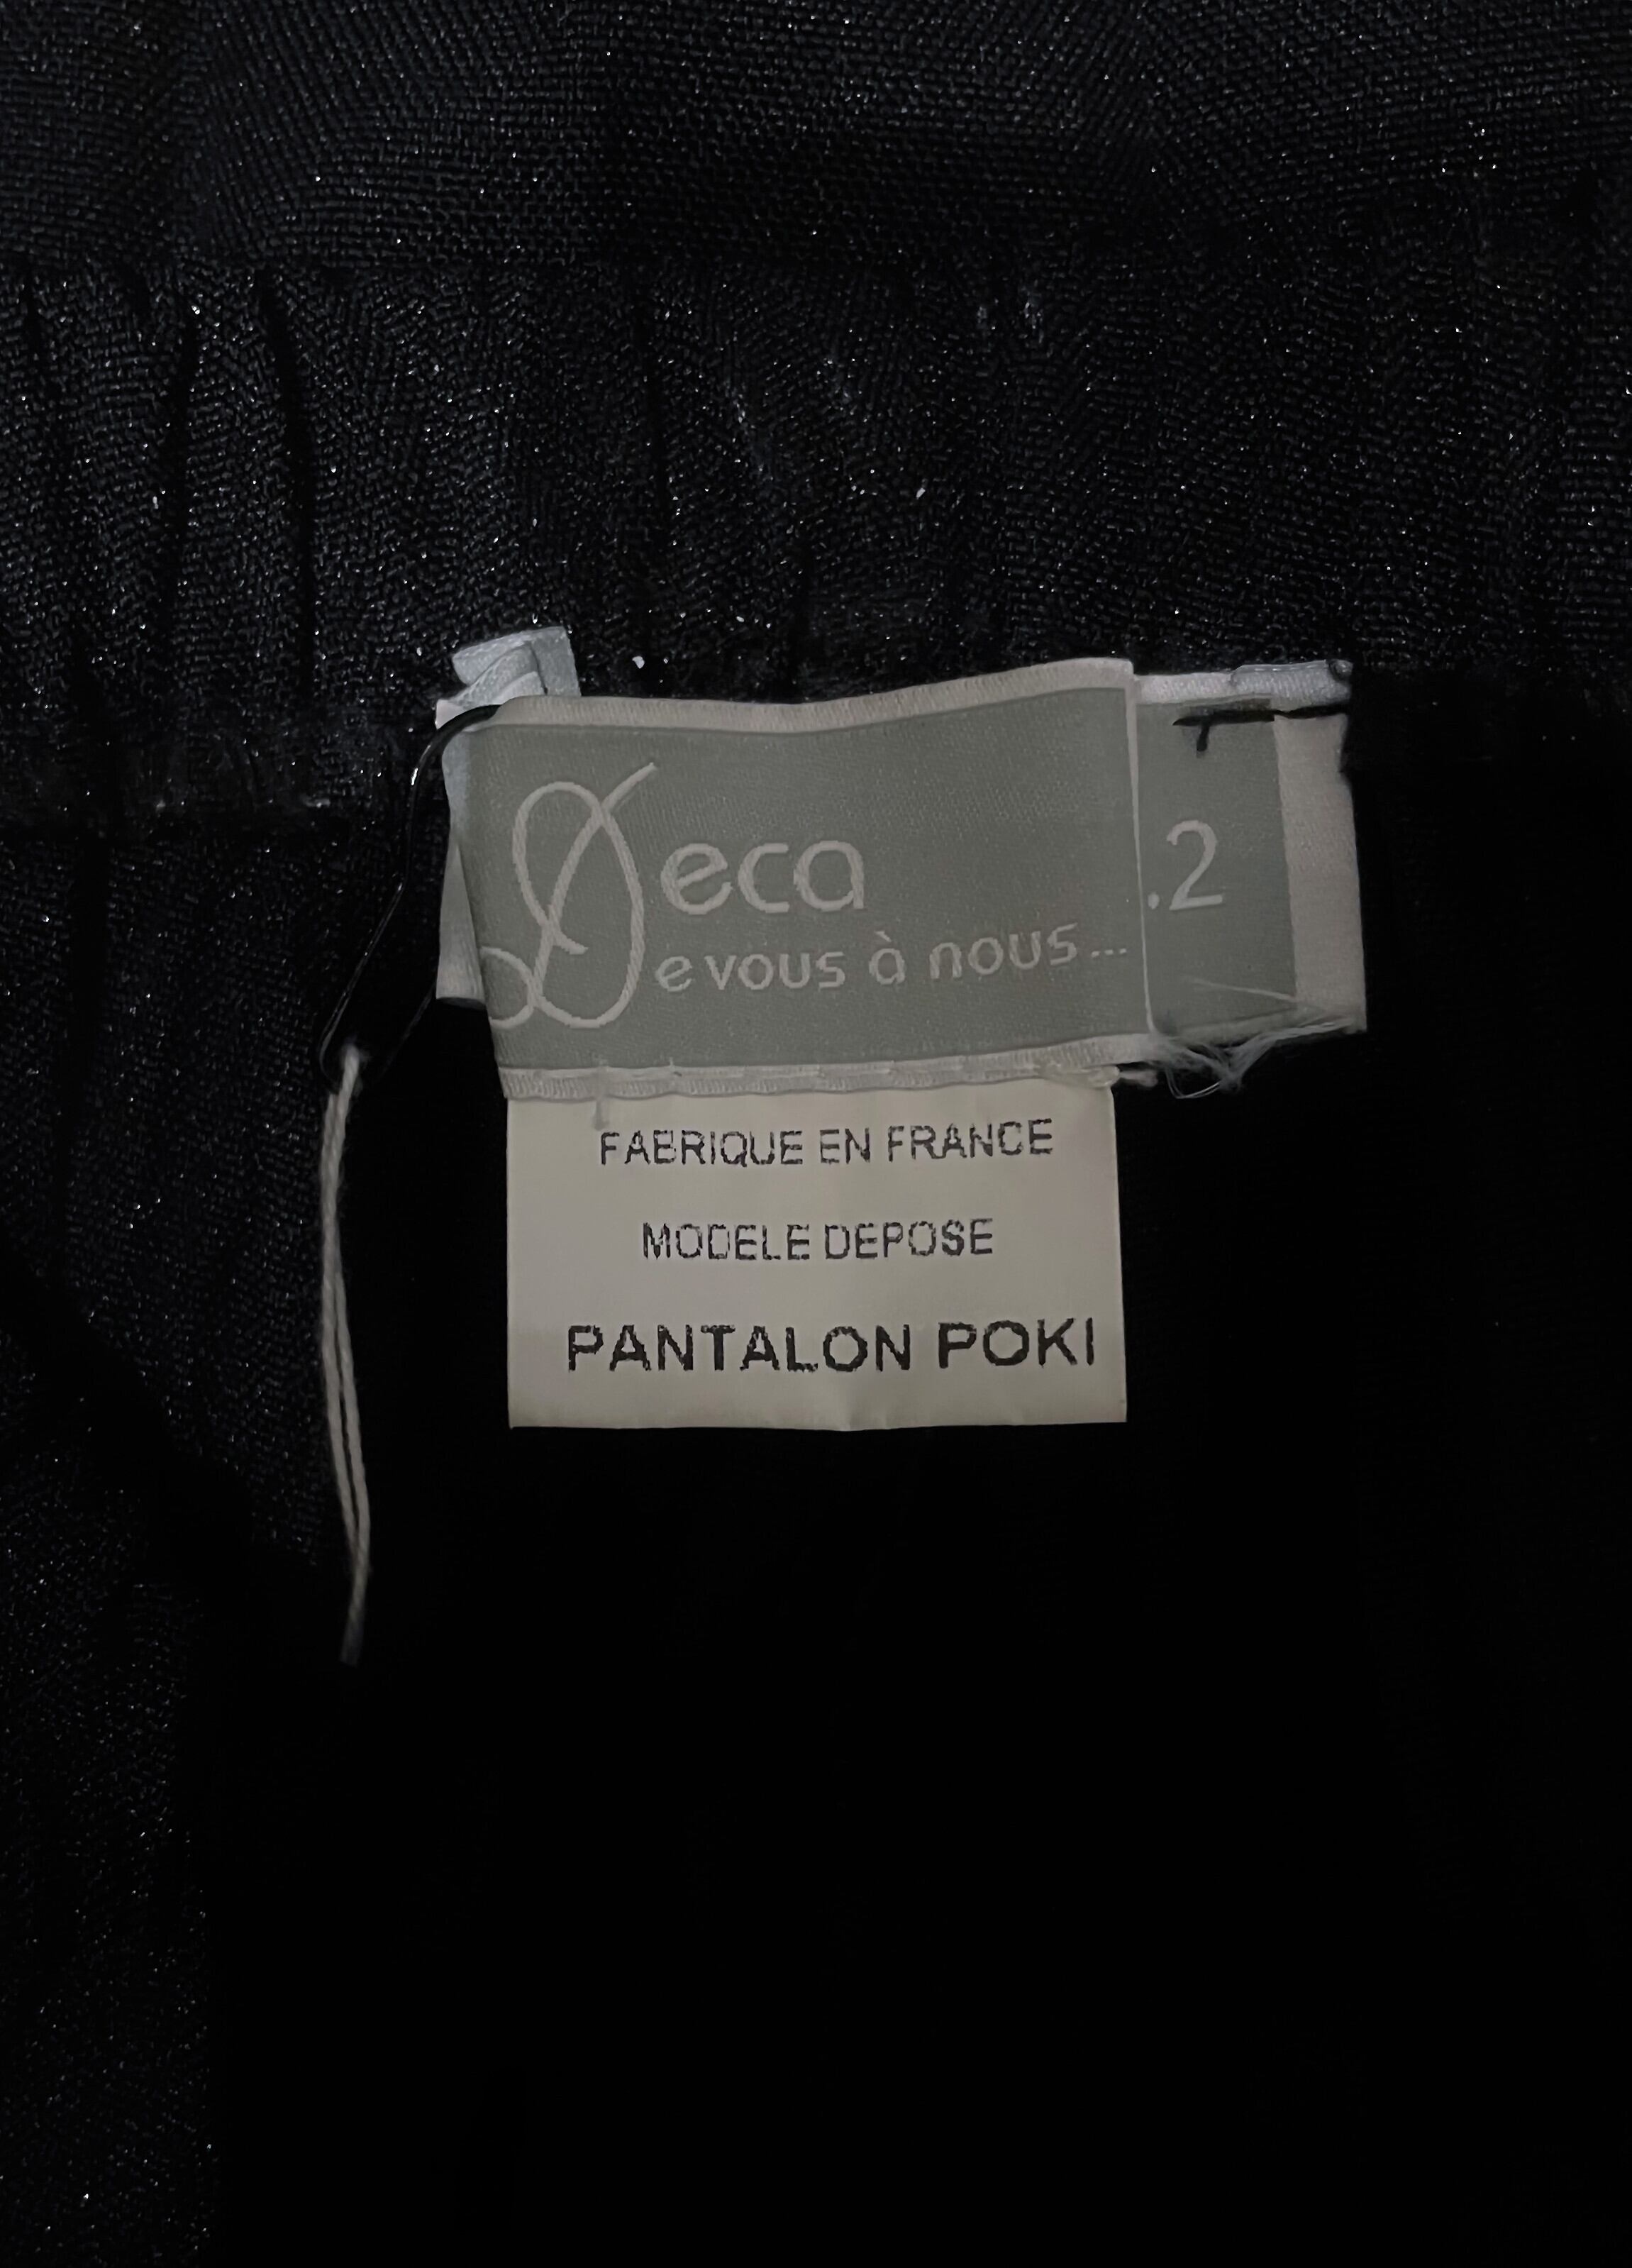 Deca
De vous à nous...
.2
FABRIQUE EN FRANCE
MODELE DEPOSE
PANTALON POKI